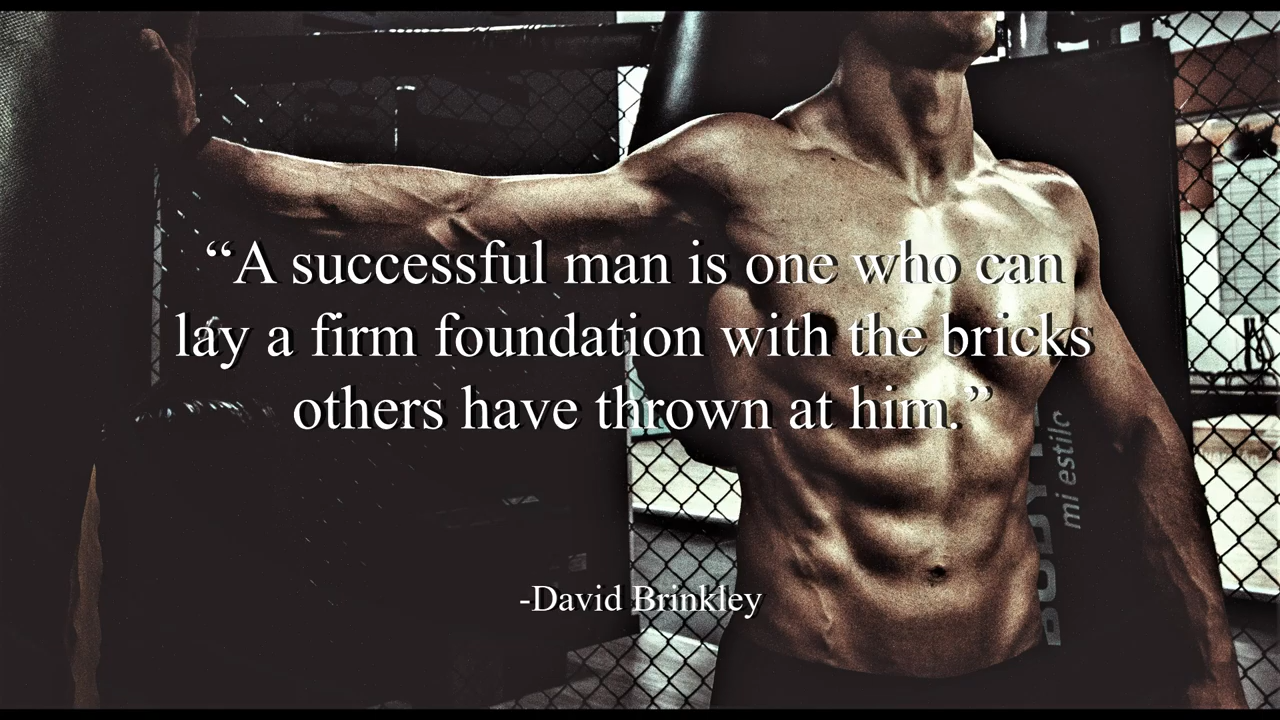 “A successful man is one who can
lay a firm foundation with the bricks
others have thrown at him.”
mi estilo
-David Brinkley